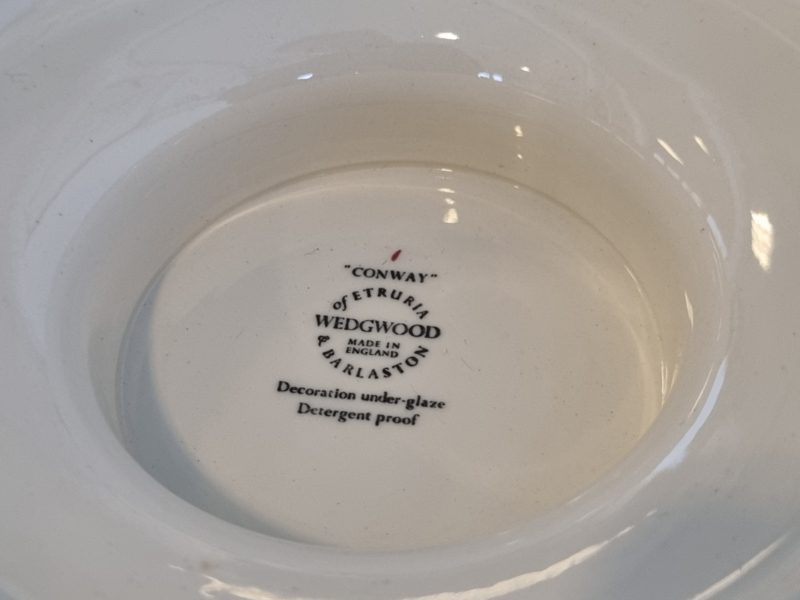 "CONWAY"
of ETRURIA
WEDGWOOD
MADE IN
ENGLAND
& BARLASTON
Decoration under-glaze
Detergent proof